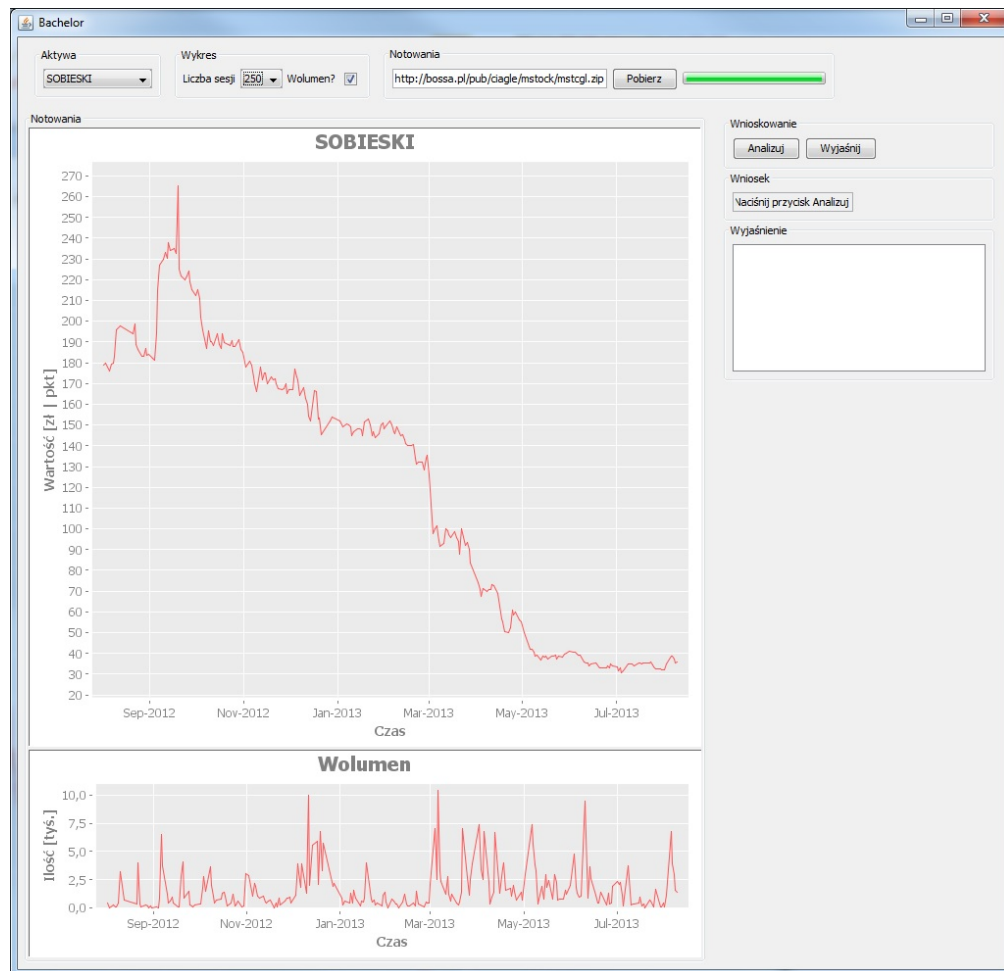 Bachelor
Aktywa
SOBIESKI
Wykres
Liczba sesji 250 Wolumen?
Notowania
http://bossa.pl/pub/ciagle/mstock/mstcgl.zip Pobierz
Notowania
SOBIESKI
270
260
250
240
230
220
210
200
190
180
170
160
150
140
130
120
110
100
90
80
70
60
50
40
30
20
Wartość [zł | pkt]
Sep-2012 Nov-2012 Jan-2013 Mar-2013 May-2013 Jul-2013
Czas
Wolumen
10,0
7,5
5,0
2,5
0,0
Ilość [tyś.]
Sep-2012 Nov-2012 Jan-2013 Mar-2013 May-2013 Jul-2013
Czas
Wnioskowanie
Analizuj Wyjaśnij
Wniosek
Naciśnij przycisk Analizuj
Wyjaśnienie